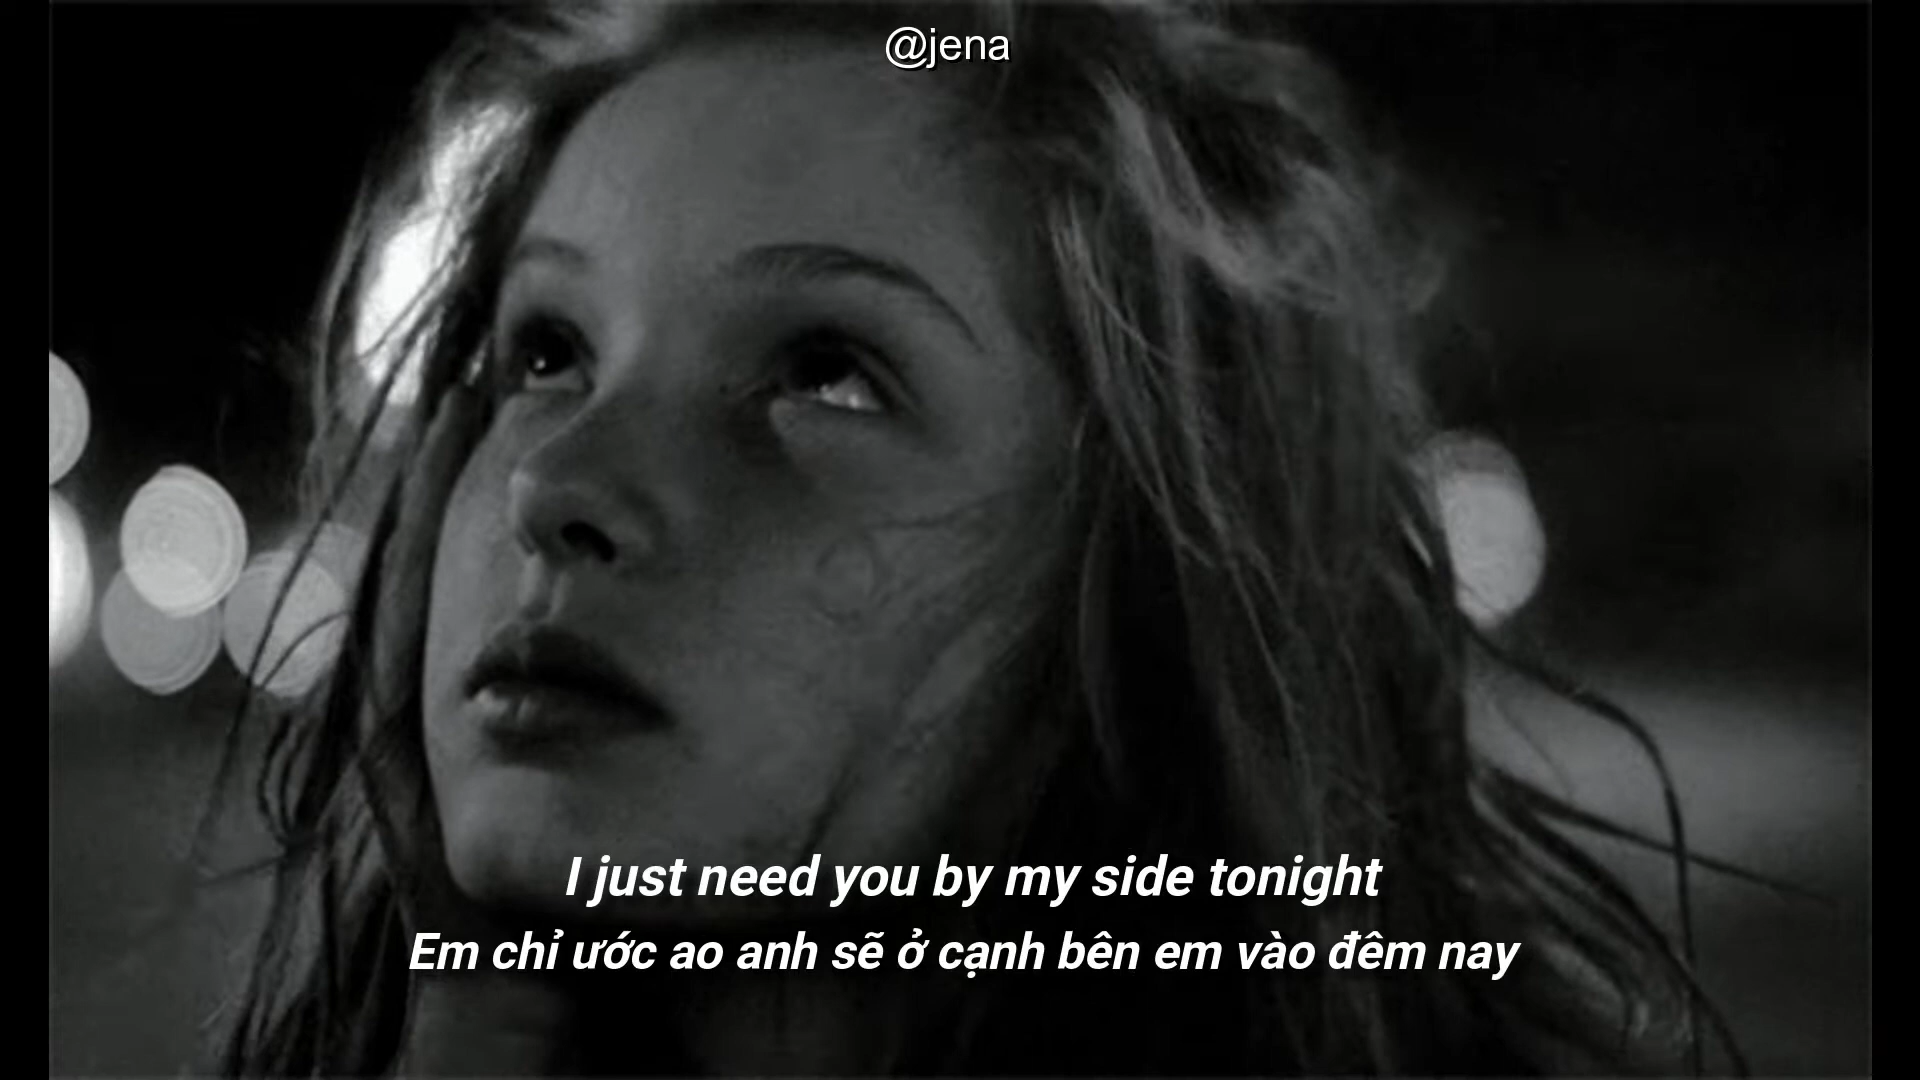 @jena
I just need you by my side tonight
Em chỉ ước ao anh sẽ ở cạnh bên em vào đêm nay